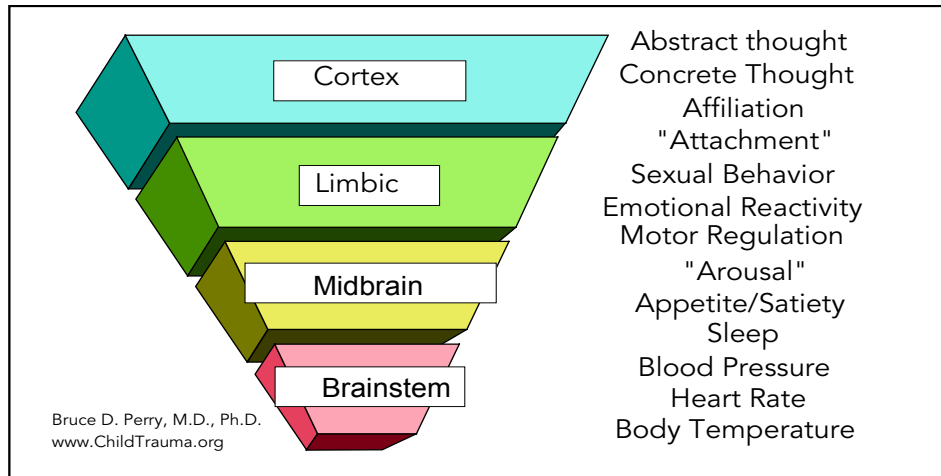 Cortex
Limbic
Midbrain
Brainstem
Abstract thought
Concrete Thought
Affiliation
"Attachment"
Sexual Behavior
Emotional Reactivity
Motor Regulation
"Arousal"
Appetite/Satiety
Sleep
Blood Pressure
Heart Rate
Body Temperature
Bruce D. Perry, M.D., Ph.D.
www.ChildTrauma.org